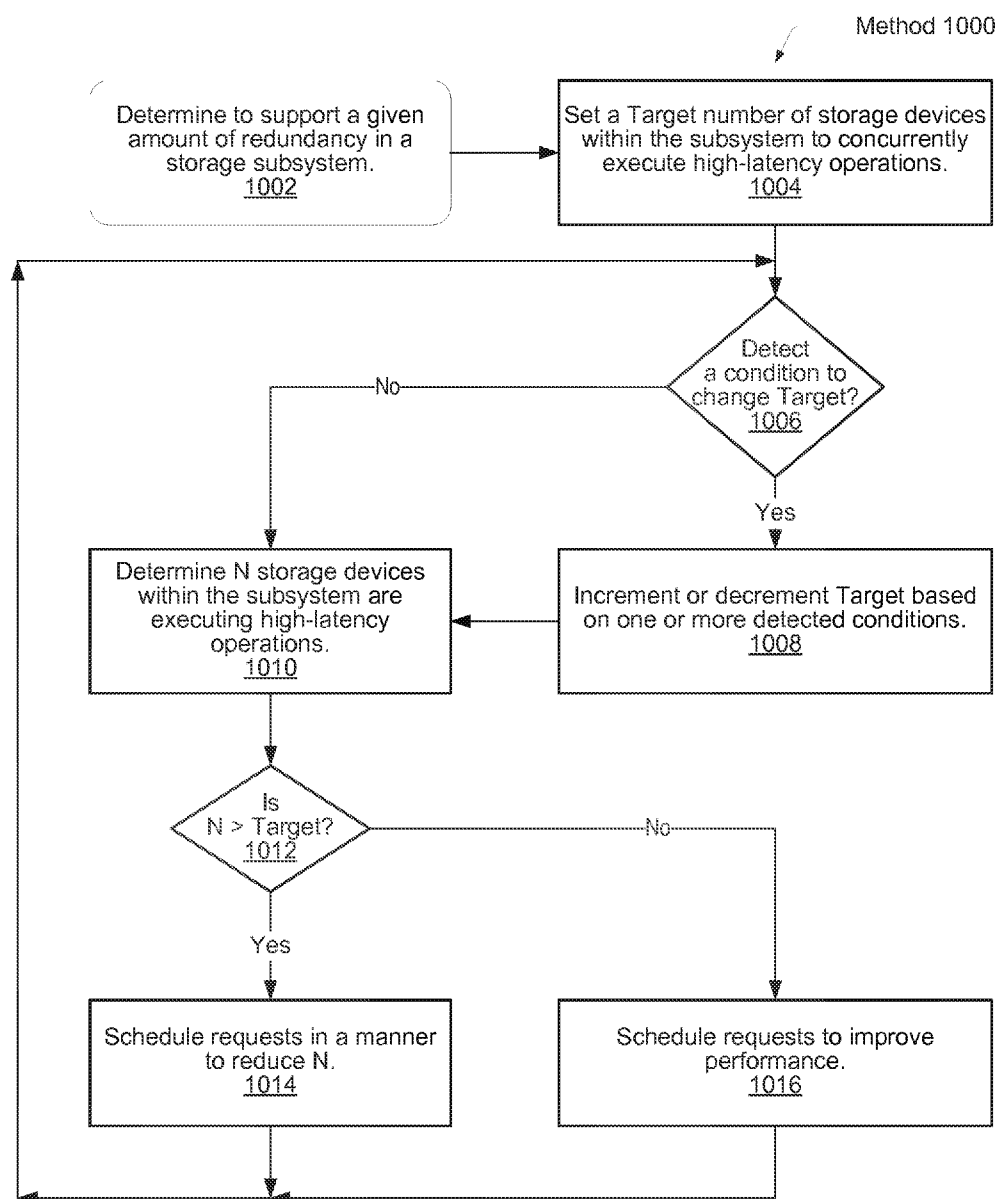 Method 1000
Determine to support a given
amount of redundancy in a
storage subsystem.
1002
Set a Target number of storage devices
within the subsystem to concurrently
execute high-latency operations.
1004
Detect
a condition to
change Target?
1006
No
Yes
Determine N storage devices
within the subsystem are
executing high-latency
operations.
1010
Increment or decrement Target based
on one or more detected conditions.
1008
Is
N > Target?
1012
No
Yes
Schedule requests in a manner
to reduce N.
1014
Schedule requests to improve
performance.
1016